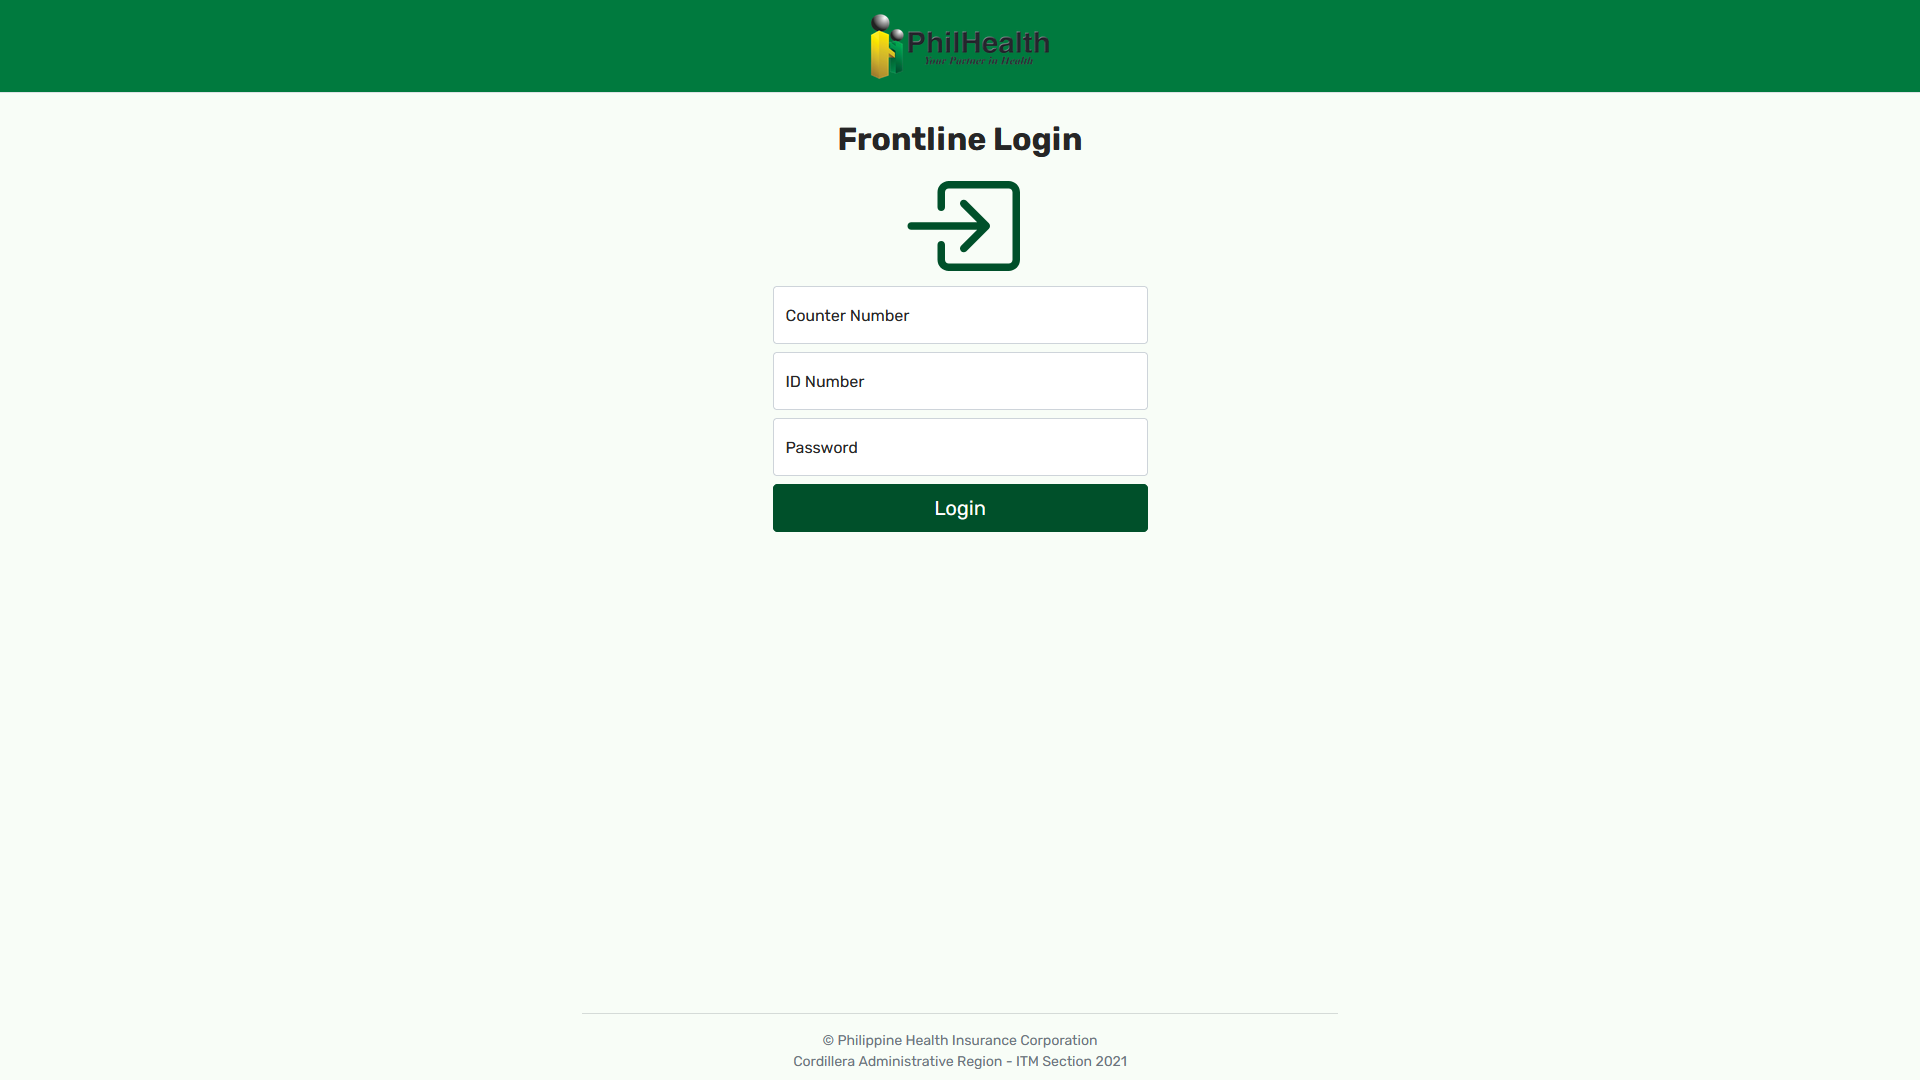 PhilHealth
Your Partner in Health
Frontline Login
Counter Number
ID Number
Password
Login
© Philippine Health Insurance Corporation
Cordillera Administrative Region - ITM Section 2021